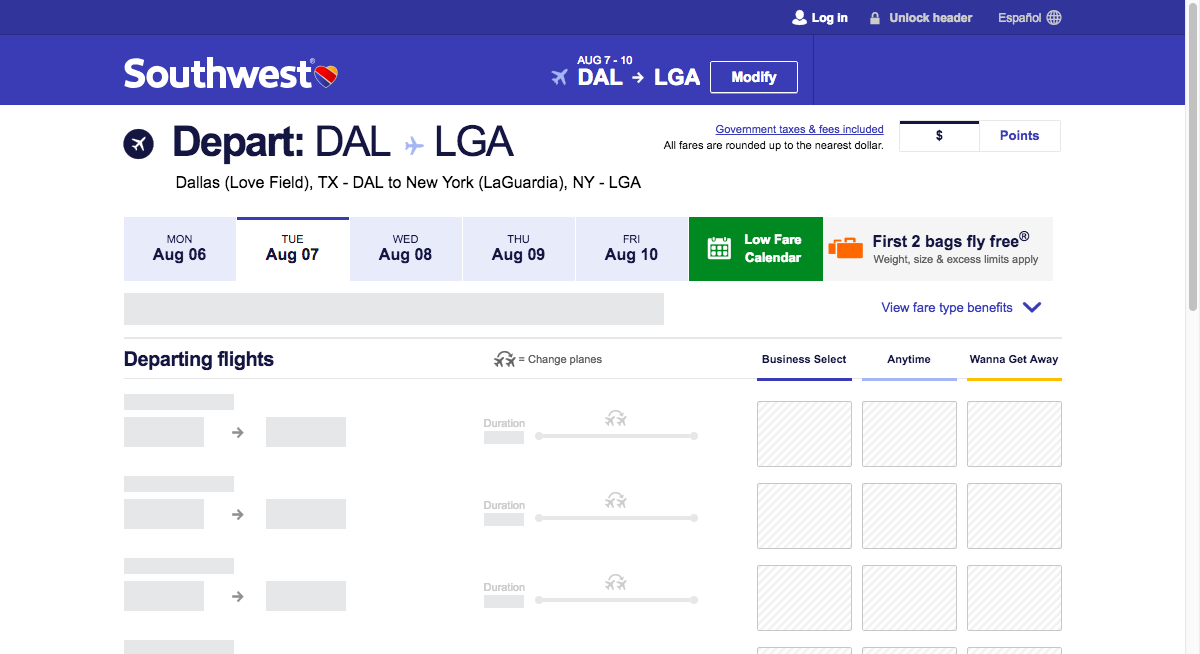 Log in
Unlock header
Español
Southwest®
AUG 7 - 10
DAL LGA
Modify
Depart: DAL LGA
Government taxes & fees included
All fares are rounded up to the nearest dollar.
$
Points
Dallas (Love Field), TX - DAL to New York (LaGuardia), NY - LGA
MON
Aug 06
TUE
Aug 07
WED
Aug 08
THU
Aug 09
FRI
Aug 10
Low Fare
Calendar
First 2 bags fly free®
Weight, size & excess limits apply
View fare type benefits
Departing flights
= Change planes
Business Select
Anytime
Wanna Get Away
Duration
Duration
Duration